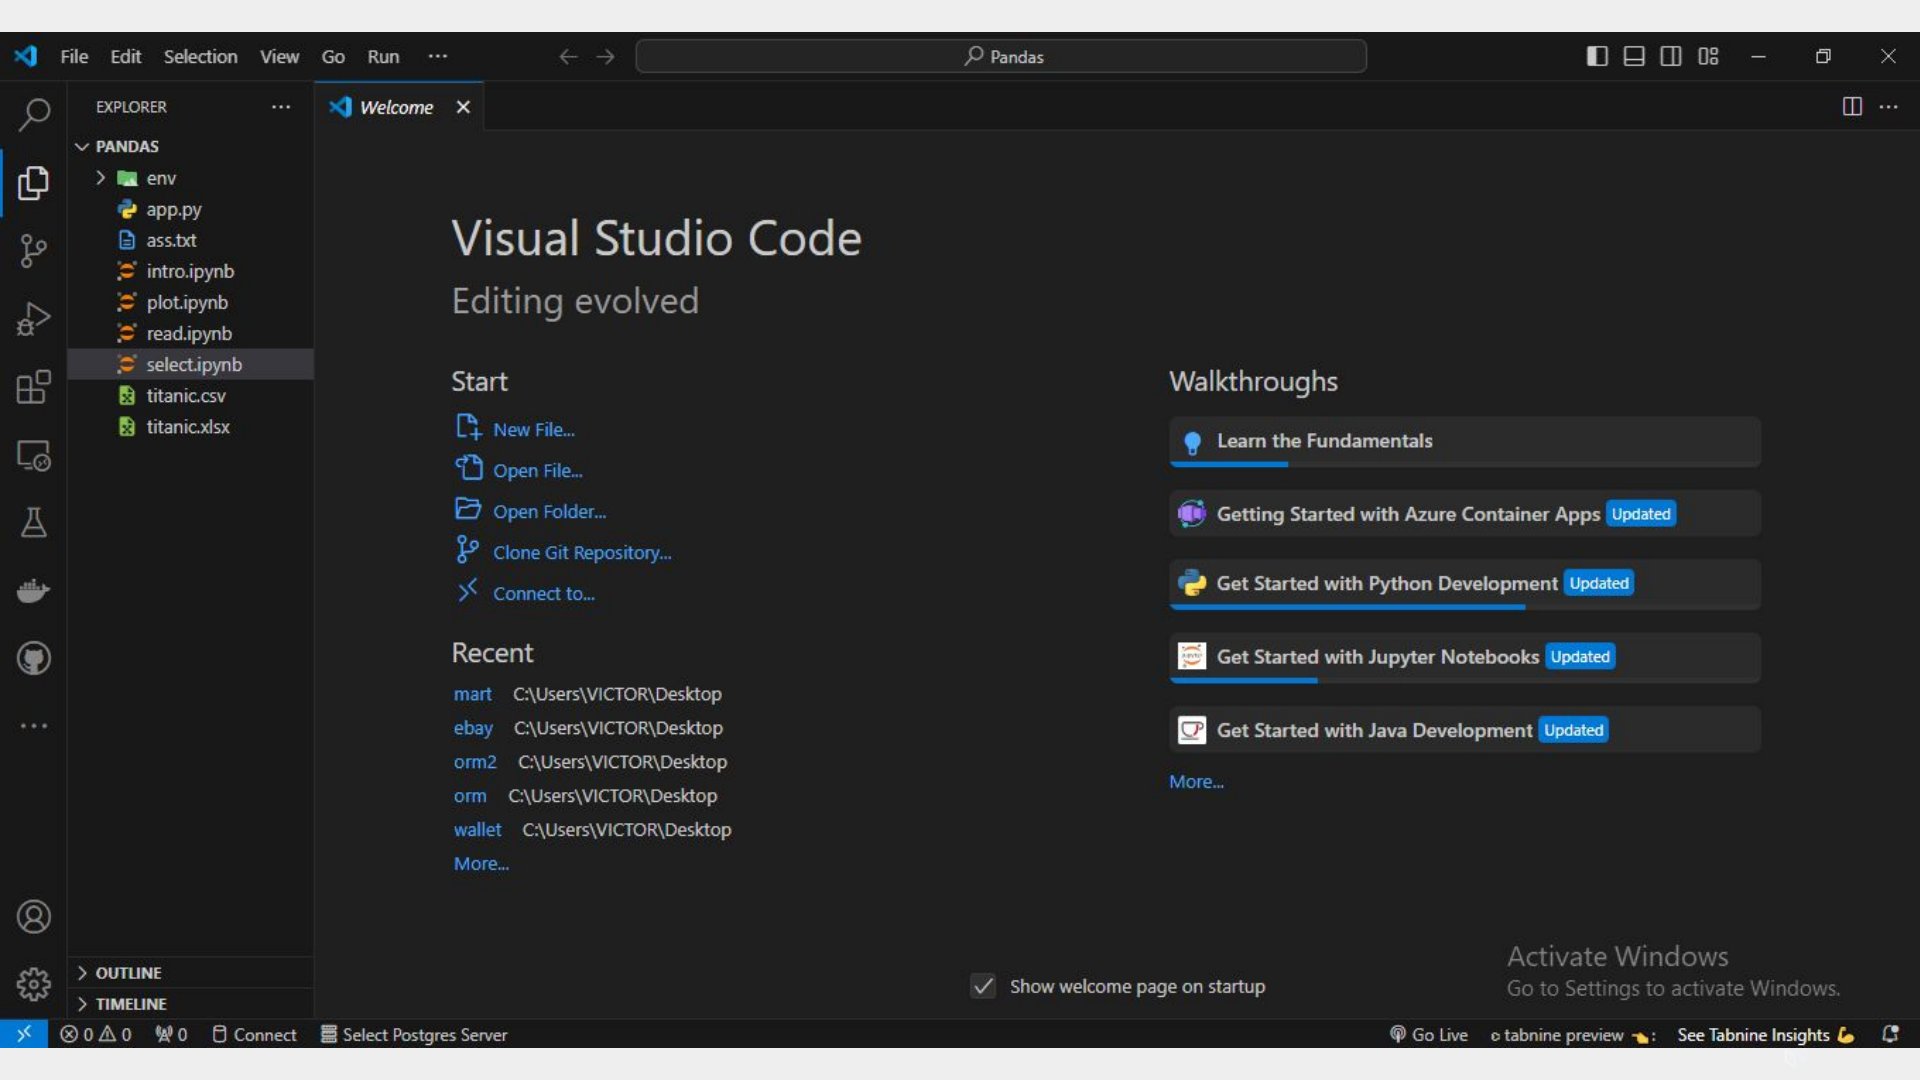 File Edit Selection View Go Run ···
Pandas
EXPLORER ···
Welcome
PANDAS
env
app.py
ass.txt
intro.ipynb
plot.ipynb
read.ipynb
select.ipynb
titanic.csv
titanic.xlsx
OUTLINE
TIMELINE
Visual Studio Code
Editing evolved
Start
New File...
Open File...
Open Folder...
Clone Git Repository...
Connect to...
Recent
mart C:\Users\VICTOR\Desktop
ebay C:\Users\VICTOR\Desktop
orm2 C:\Users\VICTOR\Desktop
orm C:\Users\VICTOR\Desktop
wallet C:\Users\VICTOR\Desktop
More...
Walkthroughs
Learn the Fundamentals
Getting Started with Azure Container Apps Updated
Get Started with Python Development Updated
Get Started with Jupyter Notebooks Updated
Get Started with Java Development Updated
More...
Show welcome page on startup
Activate Windows
Go to Settings to activate Windows.
0 0 0 Connect Select Postgres Server Go Live tabnine preview : See Tabnine Insights